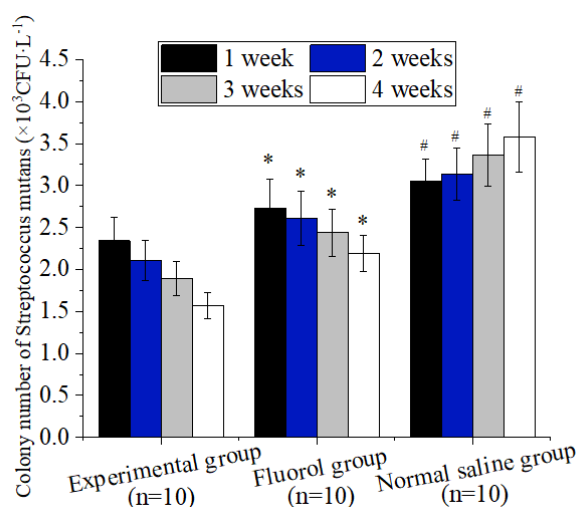 Colony number of Streptococcus mutans (×10³CFU·L⁻¹)
4.5
4.0
3.5
3.0
2.5
2.0
1.5
1.0
0.5
0.0
1 week 2 weeks
3 weeks 4 weeks
* * * *
# # # #
Experimental group
(n=10)
Fluorol group
(n=10)
Normal saline group
(n=10)